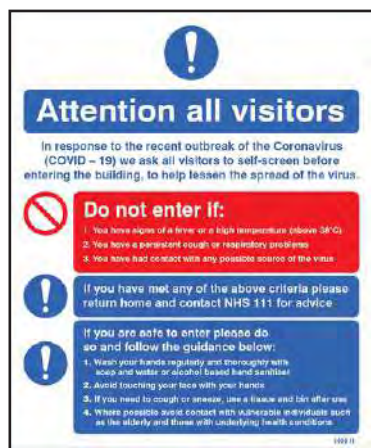 Attention all visitors
In response to the recent outbreak of the Coronavirus
(COVID – 19) we ask all visitors to self-screen before
entering the building, to help lessen the spread of the virus.
Do not enter if:
1. You have signs of a fever or a high temperature (above 38°C)
2. You have a persistent cough or respiratory problems
3. You have had contact with any possible source of the virus
If you have met any of the above criteria please
return home and contact NHS 111 for advice
If you are safe to enter please do
so and follow the guidance below:
1. Wash your hands regularly and thoroughly with
soap and water or alcohol based hand sanitiser
2. Avoid touching your face with your hands
3. If you need to cough or sneeze, use a tissue and bin after use
4. Where possible avoid contact with vulnerable individuals such
as the elderly and those with underlying health conditions